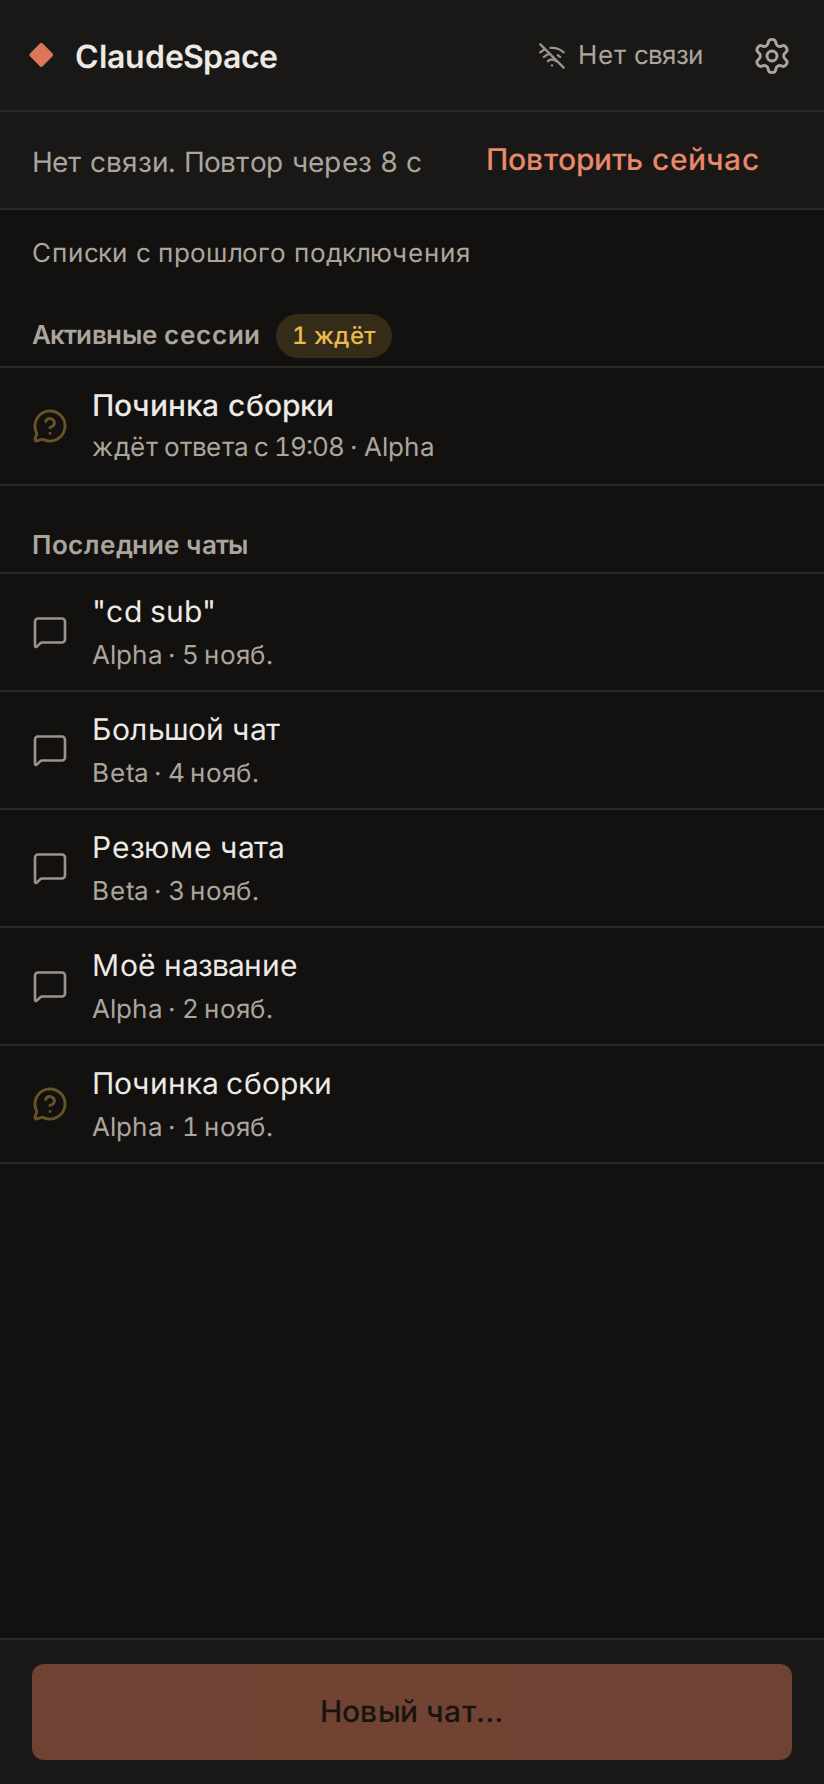 ClaudeSpace
Нет связи
Нет связи. Повтор через 8 с
Повторить сейчас
Списки с прошлого подключения
Активные сессии
1 ждёт
Починка сборки
ждёт ответа с 19:08 · Alpha
Последние чаты
"cd sub"
Alpha · 5 нояб.
Большой чат
Beta · 4 нояб.
Резюме чата
Beta · 3 нояб.
Моё название
Alpha · 2 нояб.
Починка сборки
Alpha · 1 нояб.
Новый чат...